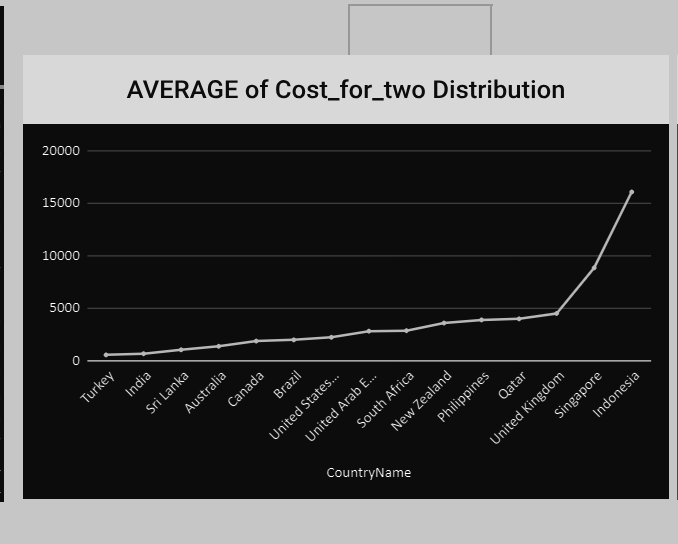 AVERAGE of Cost_for_two Distribution
20000
15000
10000
5000
0
Turkey
India
Sri Lanka
Australia
Canada
Brazil
United States...
United Arab E...
South Africa
New Zealand
Philippines
Qatar
United Kingdom
Singapore
Indonesia
CountryName